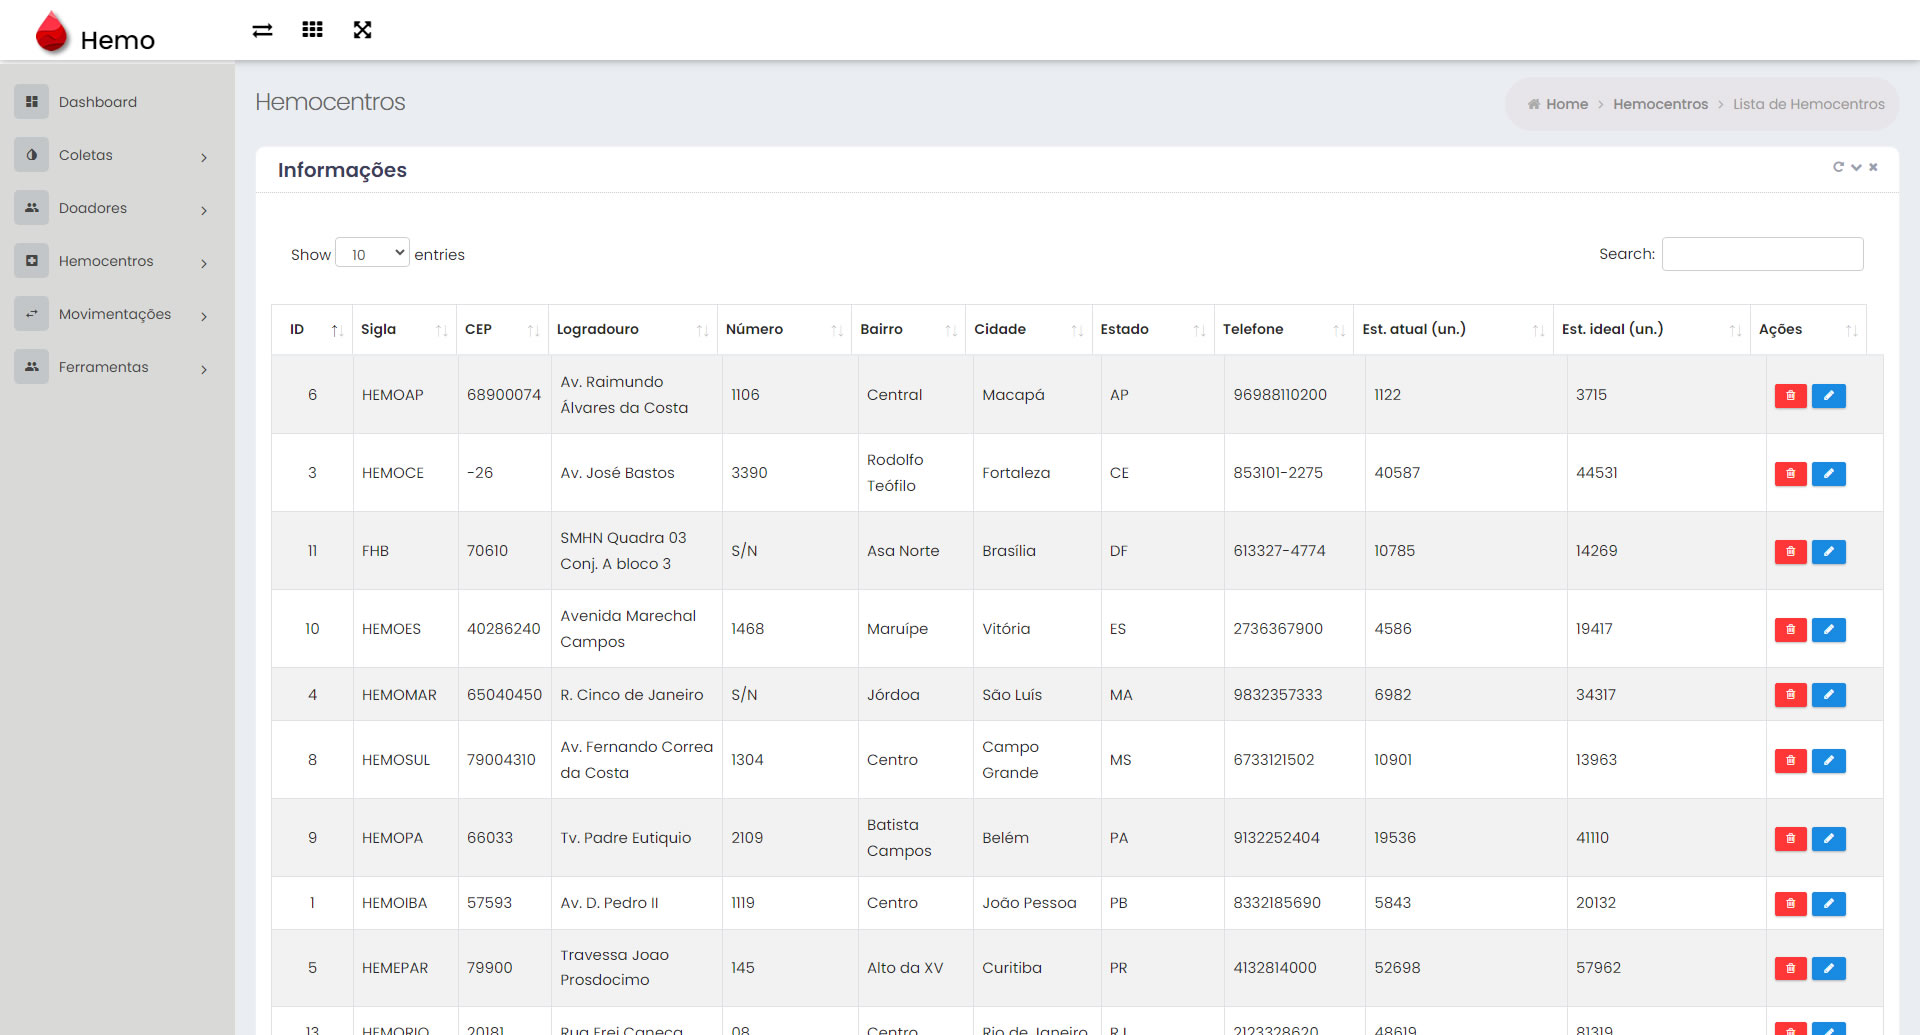 Hemo
Dashboard
Coletas
Doadores
Hemocentros
Movimentações
Ferramentas
Hemocentros
Home > Hemocentros > Lista de Hemocentros
Informações
Show 10 entries
Search:
ID Sigla CEP Logradouro Número Bairro Cidade Estado Telefone Est. atual (un.) Est. ideal (un.) Ações
6 HEMOAP 68900074 Av. Raimundo Álvares da Costa 1106 Central Macapá AP 96988110200 1122 3715
3 HEMOCE -26 Av. José Bastos 3390 Rodolfo Teófilo Fortaleza CE 853101-2275 40587 44531
11 FHB 70610 SMHN Quadra 03 Conj. A bloco 3 S/N Asa Norte Brasília DF 613327-4774 10785 14269
10 HEMOES 40286240 Avenida Marechal Campos 1468 Maruípe Vitória ES 2736367900 4586 19417
4 HEMOMAR 65040450 R. Cinco de Janeiro S/N Jórdoa São Luís MA 9832357333 6982 34317
8 HEMOSUL 79004310 Av. Fernando Correa da Costa 1304 Centro Campo Grande MS 6733121502 10901 13963
9 HEMOPA 66033 Tv. Padre Eutiquio 2109 Batista Campos Belém PA 9132252404 19536 41110
1 HEMOIBA 57593 Av. D. Pedro II 1119 Centro João Pessoa PB 8332185690 5843 20132
5 HEMEPAR 79900 Travessa Joao Prosdocimo 145 Alto da XV Curitiba PR 4132814000 52698 57962
13 HEMORIO 20181 Rua Frei Caneca 08 Centro Rio de Janeiro RJ 2123328620 48619 81319